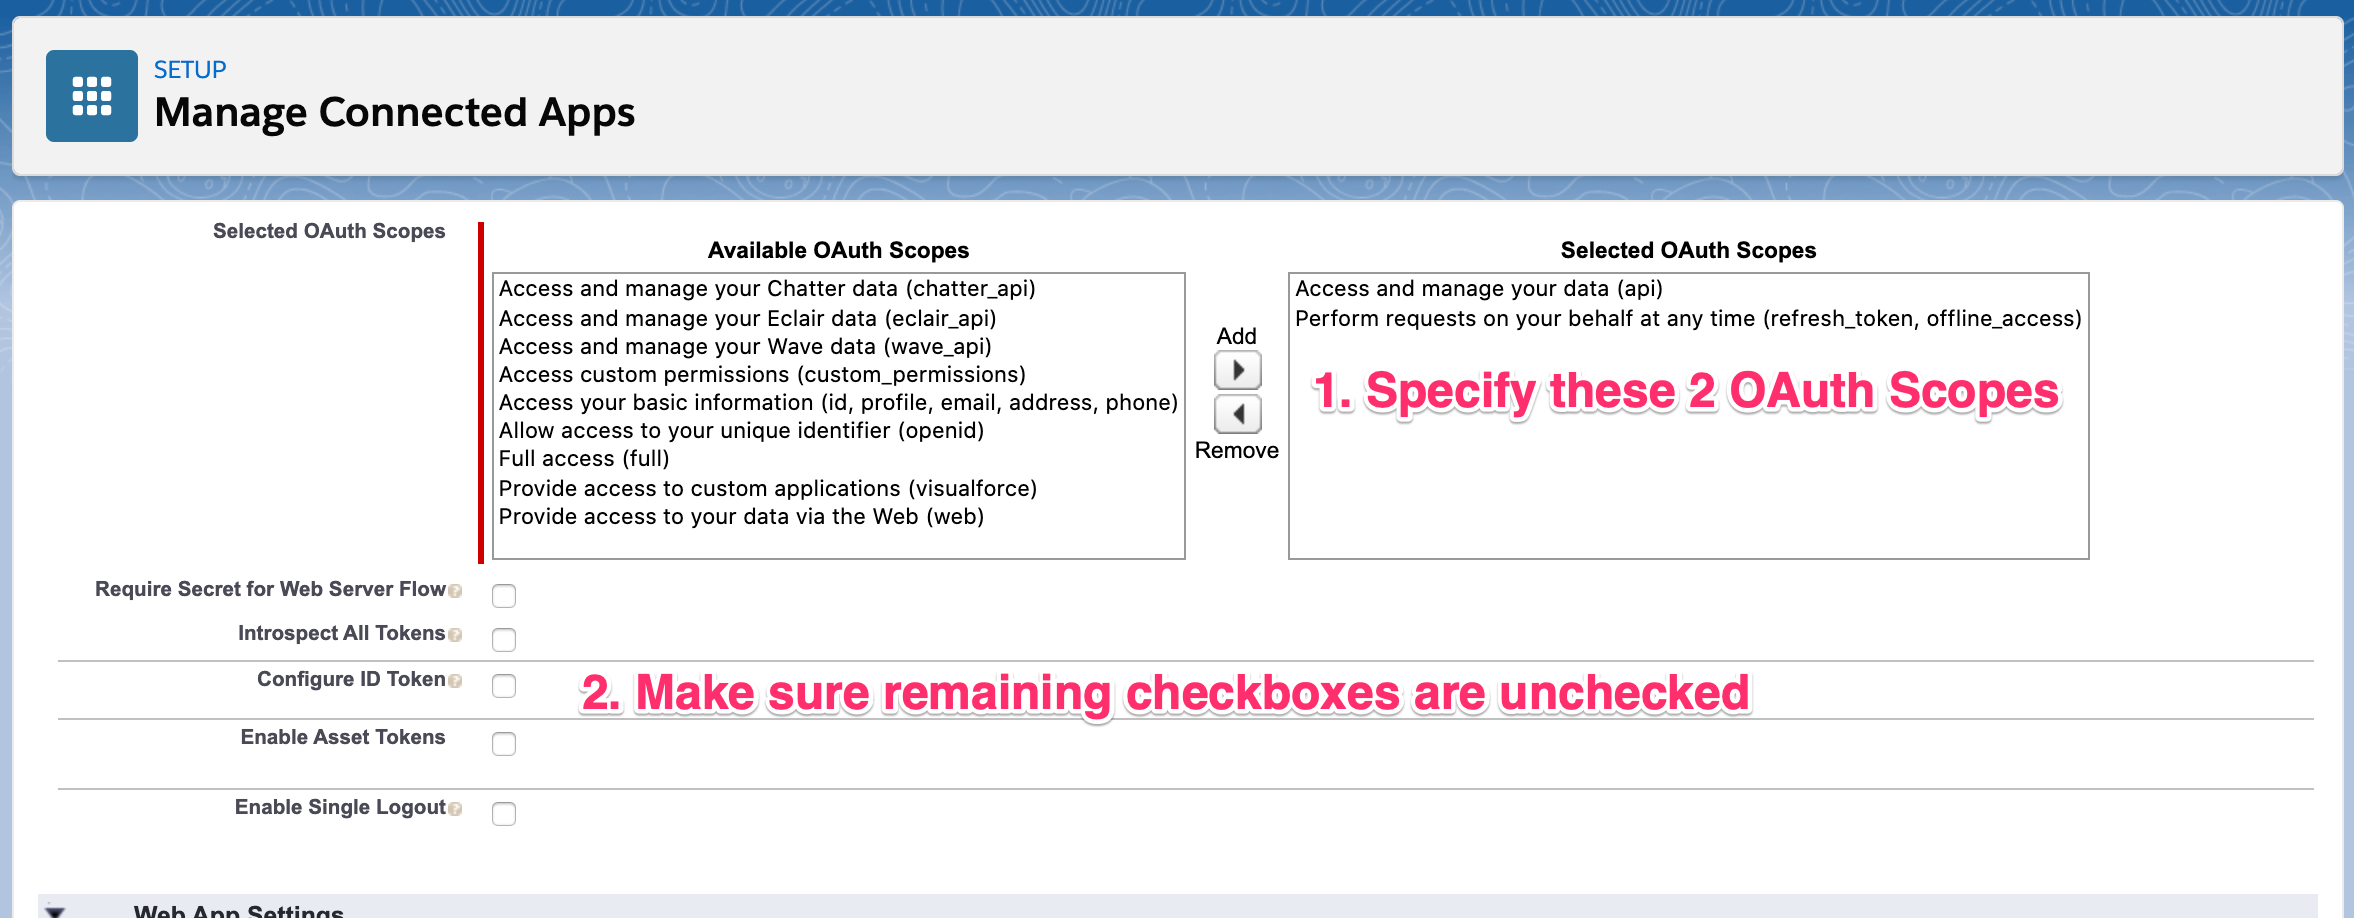 SETUP
Manage Connected Apps
Selected OAuth Scopes
Available OAuth Scopes
Access and manage your Chatter data (chatter_api)
Access and manage your Eclair data (eclair_api)
Access and manage your Wave data (wave_api)
Access custom permissions (custom_permissions)
Access your basic information (id, profile, email, address, phone)
Allow access to your unique identifier (openid)
Full access (full)
Provide access to custom applications (visualforce)
Provide access to your data via the Web (web)
Add
Remove
Selected OAuth Scopes
Access and manage your data (api)
Perform requests on your behalf at any time (refresh_token, offline_access)
1. Specify these 2 OAuth Scopes
Require Secret for Web Server Flow
Introspect All Tokens
Configure ID Token
2. Make sure remaining checkboxes are unchecked
Enable Asset Tokens
Enable Single Logout
Web App Settings